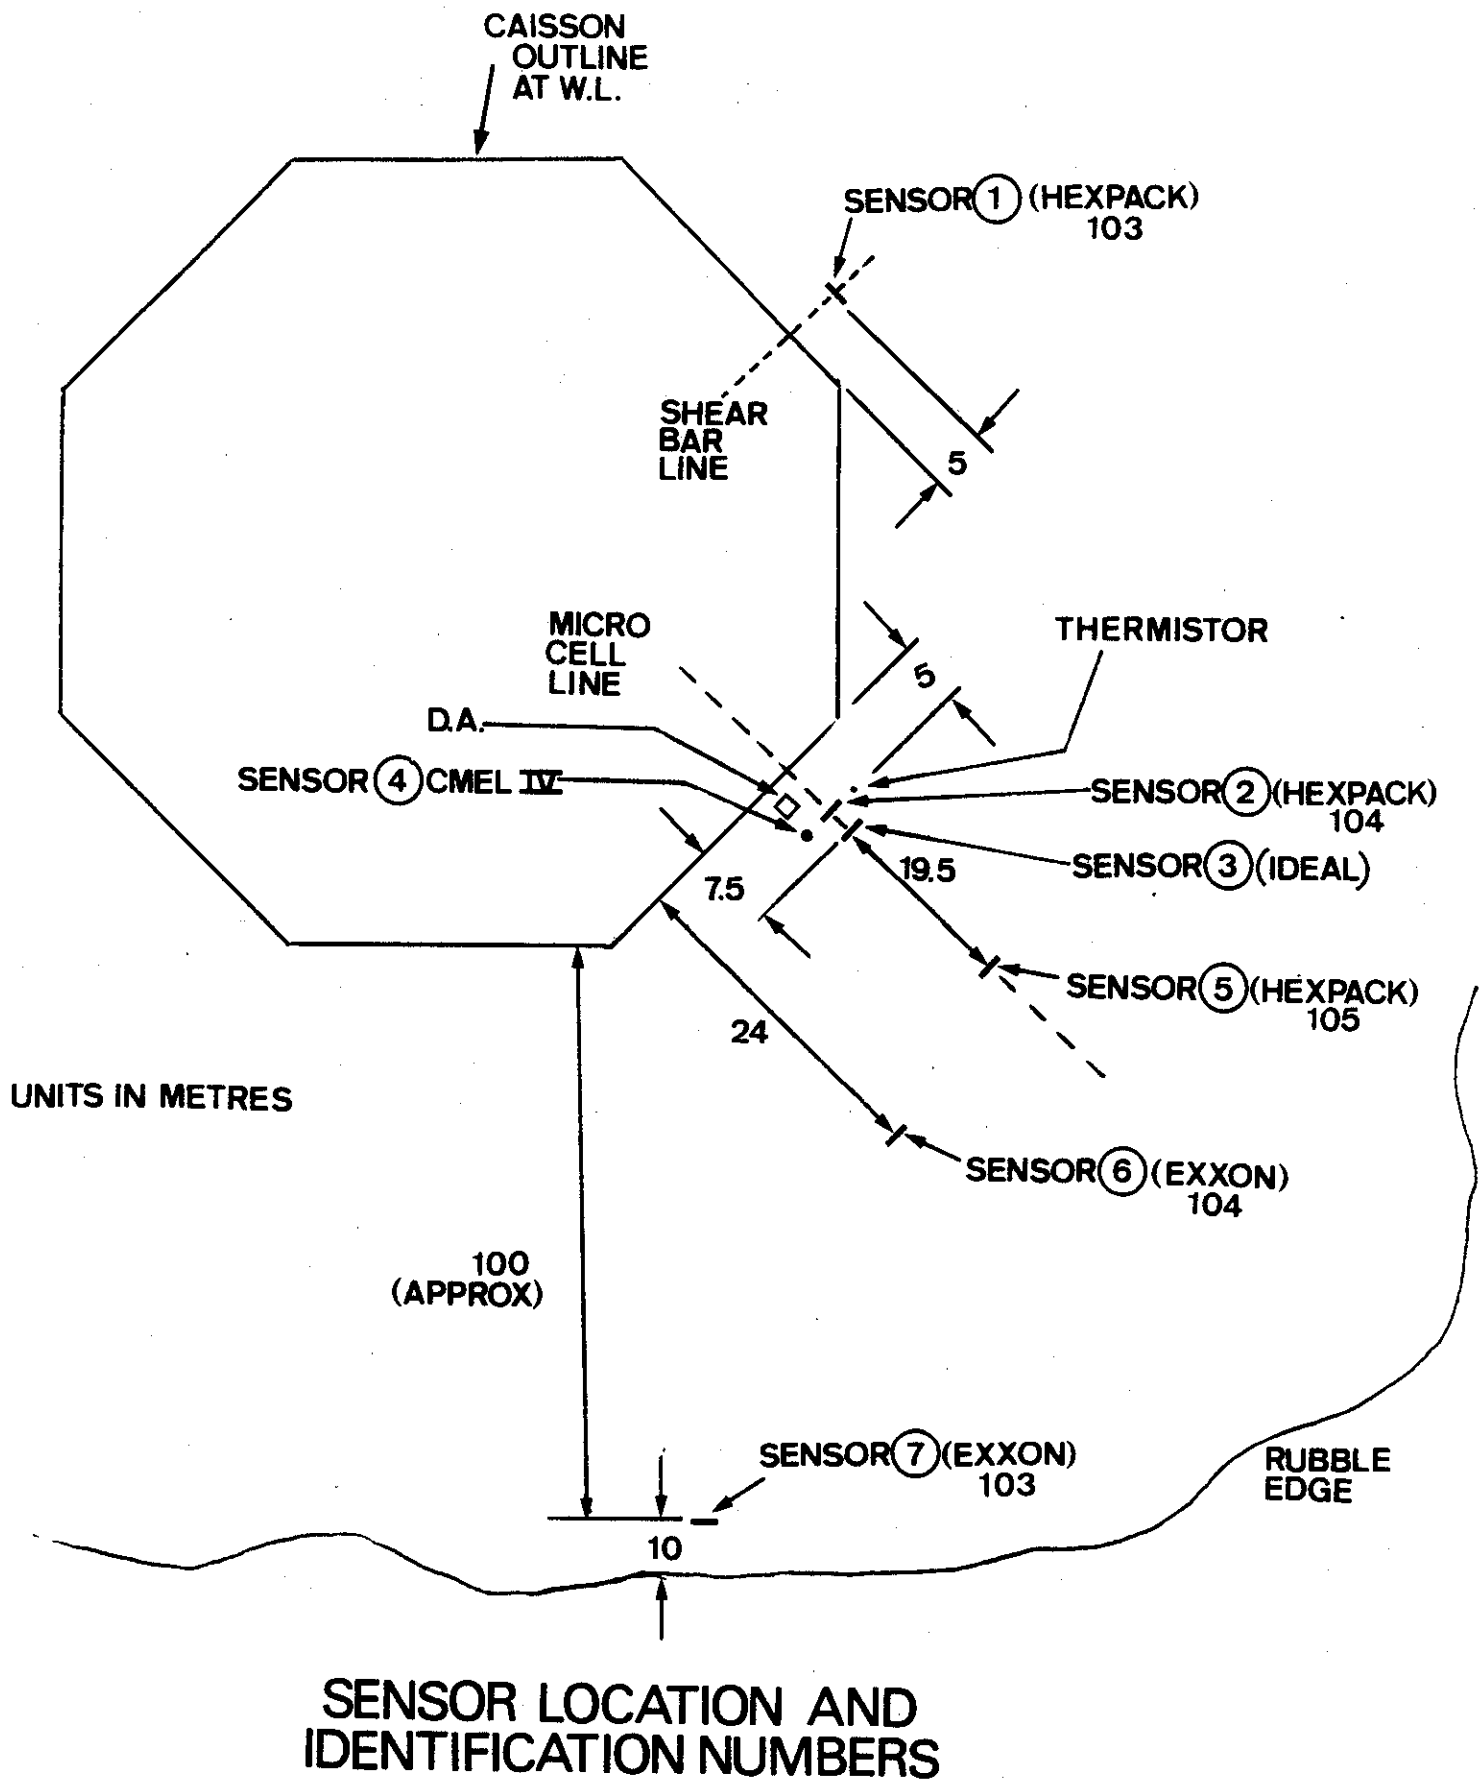 CAISSON
OUTLINE
AT W.L.
SENSOR 1 (HEXPACK)
103
SHEAR
BAR
LINE
5
MICRO
CELL
LINE
5
THERMISTOR
D.A.
SENSOR 4 CMEL IV
SENSOR 2 (HEXPACK)
104
SENSOR 3 (IDEAL)
19.5
7.5
SENSOR 5 (HEXPACK)
105
24
UNITS IN METRES
SENSOR 6 (EXXON)
104
100
(APPROX)
SENSOR 7 (EXXON)
103
RUBBLE
EDGE
10
SENSOR LOCATION AND
IDENTIFICATION NUMBERS